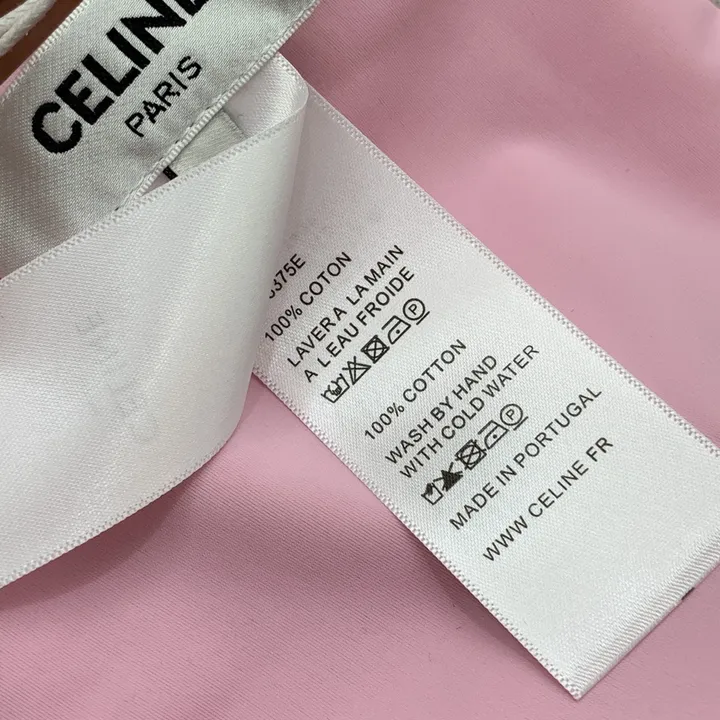 CELINE
PARIS
375E
100% COTON
LAVER A LA MAIN
A L EAU FROIDE
100% COTTON
WASH BY HAND
WITH COLD WATER
MADE IN PORTUGAL
WWW CELINE FR